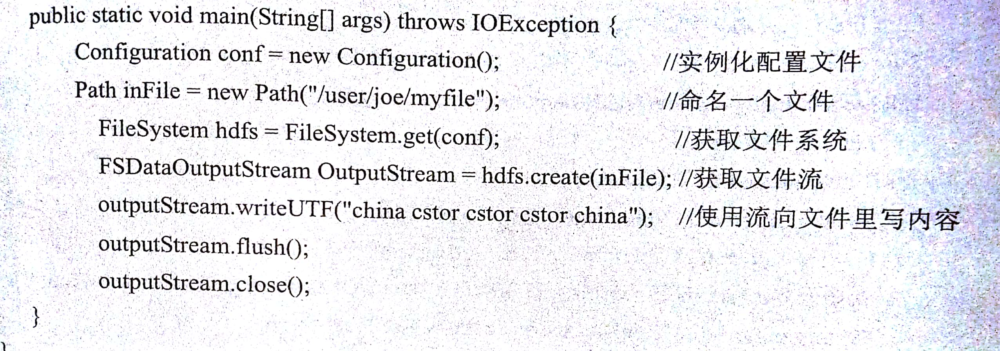 public static void main(String[] args) throws IOException {
Configuration conf = new Configuration(); //实例化配置文件
Path inFile = new Path("/user/joe/myfile"); //命名一个文件
FileSystem hdfs = FileSystem.get(conf); //获取文件系统
FSDataOutputStream OutputStream = hdfs.create(inFile); //获取文件流
outputStream.writeUTF("china cstor cstor cstor china"); //使用流向文件里写内容
outputStream.flush();
outputStream.close();
}
}